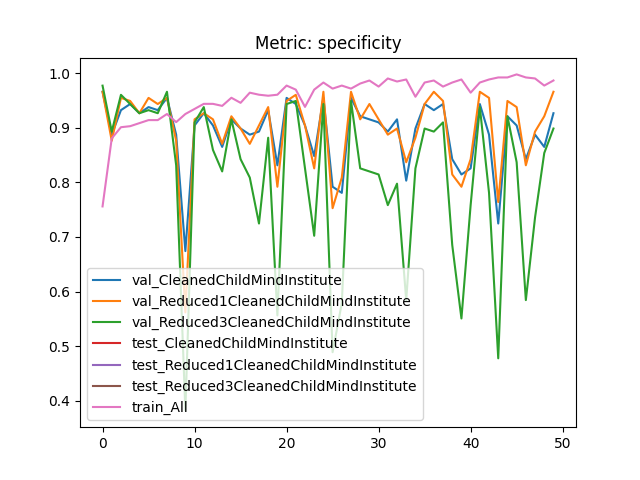 Metric: specificity
1.0
0.9
0.8
0.7
0.6
0.5
0.4
val_CleanedChildMindInstitute
val_Reduced1CleanedChildMindInstitute
val_Reduced3CleanedChildMindInstitute
test_CleanedChildMindInstitute
test_Reduced1CleanedChildMindInstitute
test_Reduced3CleanedChildMindInstitute
train_All
0 10 20 30 40 50